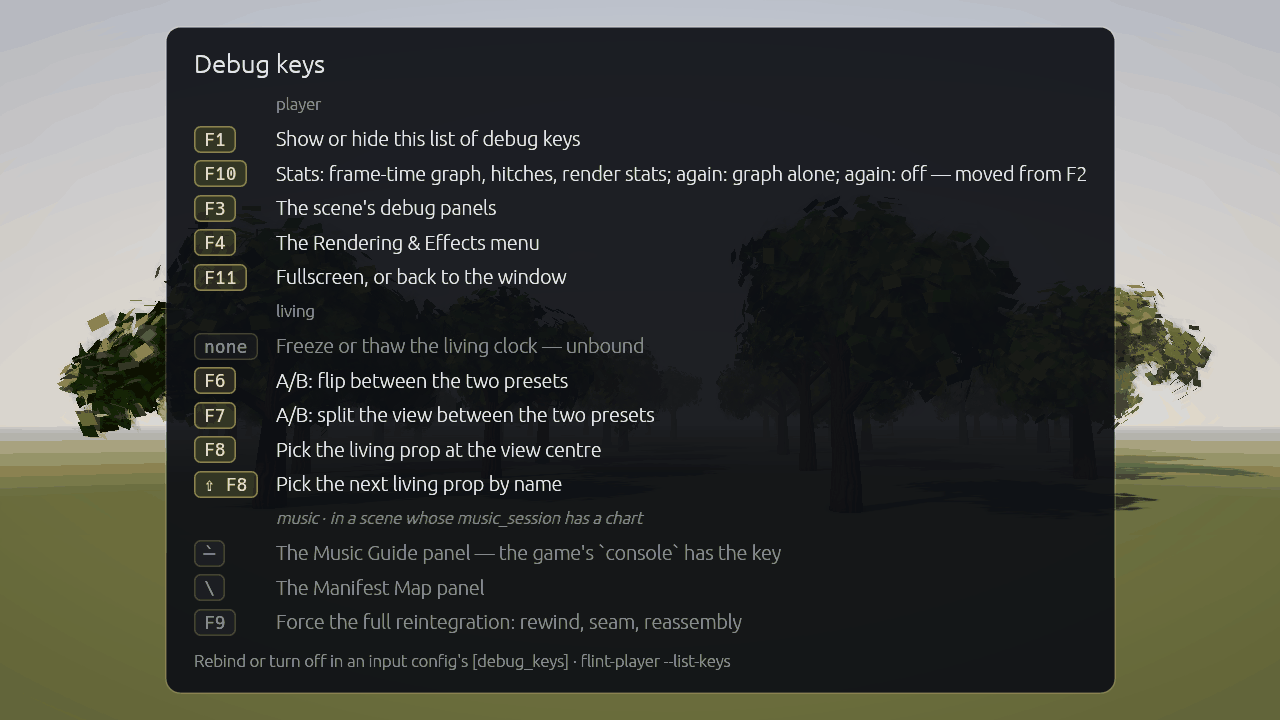 Debug keys
player
F1 Show or hide this list of debug keys
F10 Stats: frame-time graph, hitches, render stats; again: graph alone; again: off — moved from F2
F3 The scene's debug panels
F4 The Rendering & Effects menu
F11 Fullscreen, or back to the window
living
none Freeze or thaw the living clock — unbound
F6 A/B: flip between the two presets
F7 A/B: split the view between the two presets
F8 Pick the living prop at the view centre
⇧ F8 Pick the next living prop by name
music · in a scene whose music_session has a chart
` The Music Guide panel — the game's `console` has the key
\ The Manifest Map panel
F9 Force the full reintegration: rewind, seam, reassembly
Rebind or turn off in an input config's [debug_keys] · flint-player --list-keys